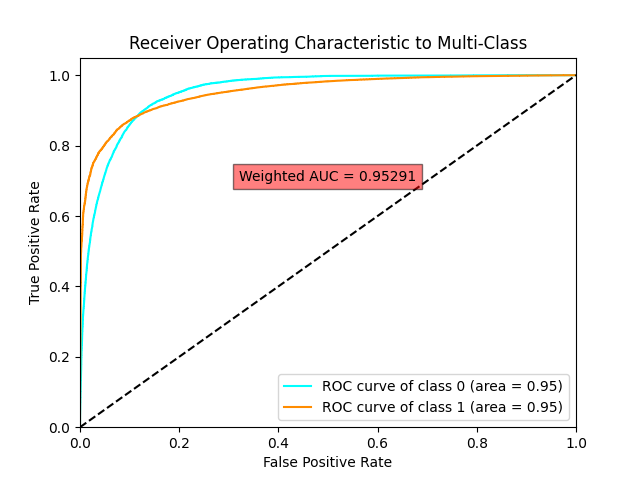 Receiver Operating Characteristic to Multi-Class
1.0
0.8
0.6
0.4
0.2
0.0
True Positive Rate
Weighted AUC = 0.95291
ROC curve of class 0 (area = 0.95)
ROC curve of class 1 (area = 0.95)
0.0 0.2 0.4 0.6 0.8 1.0
False Positive Rate